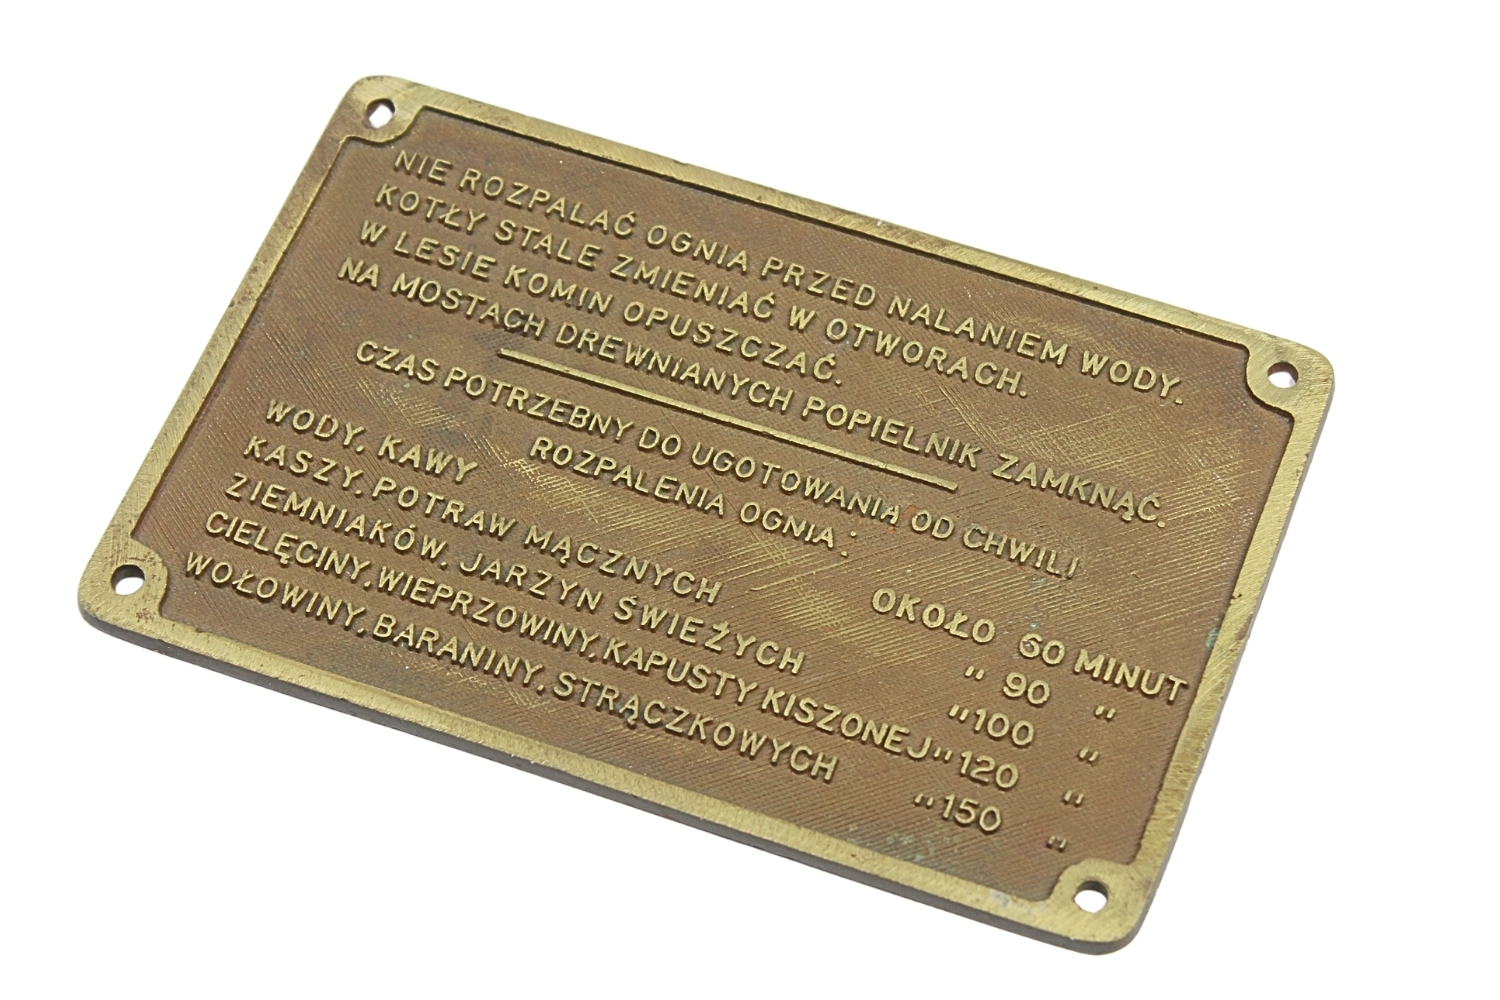 NIE ROZPALAĆ OGNIA PRZED NALANIEM WODY.
KOTŁY STALE ZMIENIAĆ W OTWORACH.
W LESIE KOMIN OPUSZCZAĆ.
NA MOSTACH DREWNIANYCH POPIELNIK ZAMKNĄĆ.
CZAS POTRZEBNY DO UGOTOWANIA OD CHWILI
ROZPALENIA OGNIA:
WODY, KAWY OKOŁO 60 MINUT
KASZY, POTRAW MĄCZNYCH " 90 "
ZIEMNIAKÓW, JARZYN ŚWIEŻYCH " 100 "
CIELĘCINY, WIEPRZOWINY, KAPUSTY KISZONEJ " 120 "
WOŁOWINY, BARANINY, STRĄCZKOWYCH " 150 "